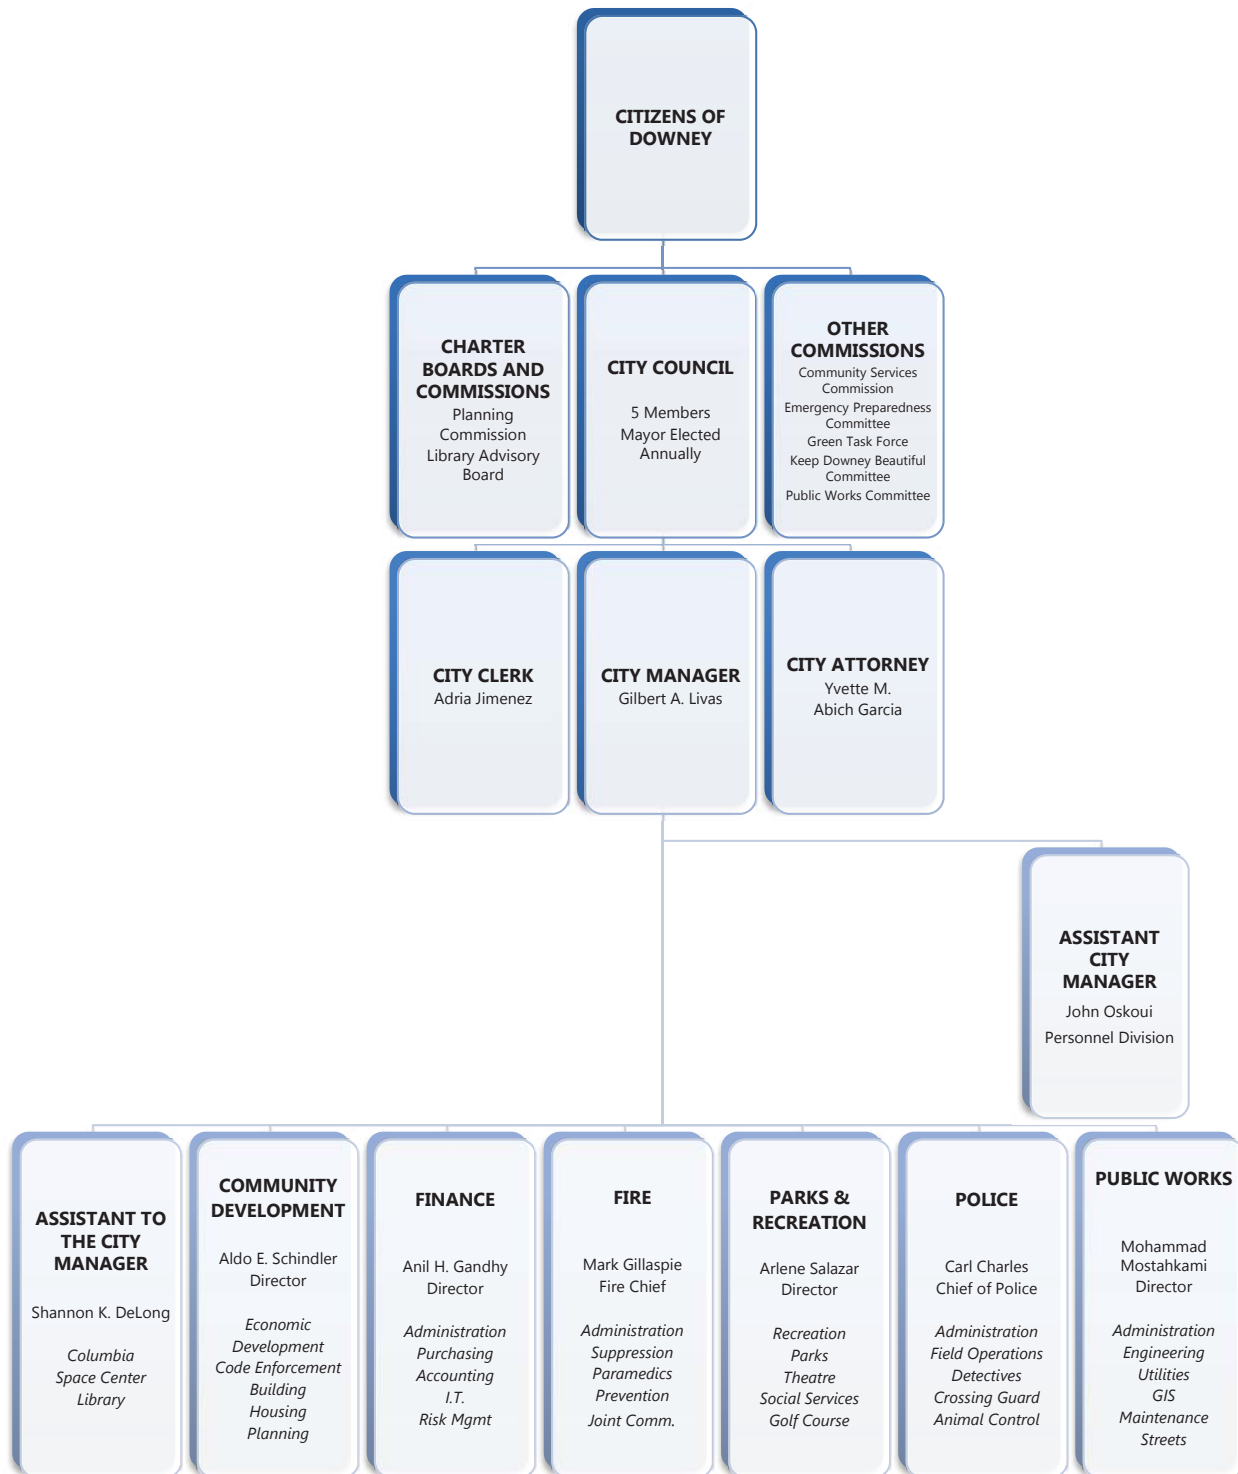 CITIZENS OF
DOWNEY
CHARTER
BOARDS AND
COMMISSIONS
Planning
Commission
Library Advisory
Board
CITY COUNCIL
5 Members
Mayor Elected
Annually
OTHER
COMMISSIONS
Community Services
Commission
Emergency Preparedness
Committee
Green Task Force
Keep Downey Beautiful
Committee
Public Works Committee
CITY CLERK
Adria Jimenez
CITY MANAGER
Gilbert A. Livas
CITY ATTORNEY
Yvette M.
Abich Garcia
ASSISTANT
CITY
MANAGER
John Oskoui
Personnel Division
ASSISTANT TO
THE CITY
MANAGER
Shannon K. DeLong
Columbia
Space Center
Library
COMMUNITY
DEVELOPMENT
Aldo E. Schindler
Director
Economic
Development
Code Enforcement
Building
Housing
Planning
FINANCE
Anil H. Gandhy
Director
Administration
Purchasing
Accounting
I.T.
Risk Mgmt
FIRE
Mark Gillaspie
Fire Chief
Administration
Suppression
Paramedics
Prevention
Joint Comm.
PARKS &
RECREATION
Arlene Salazar
Director
Recreation
Parks
Theatre
Social Services
Golf Course
POLICE
Carl Charles
Chief of Police
Administration
Field Operations
Detectives
Crossing Guard
Animal Control
PUBLIC WORKS
Mohammad
Mostahkami
Director
Administration
Engineering
Utilities
GIS
Maintenance
Streets